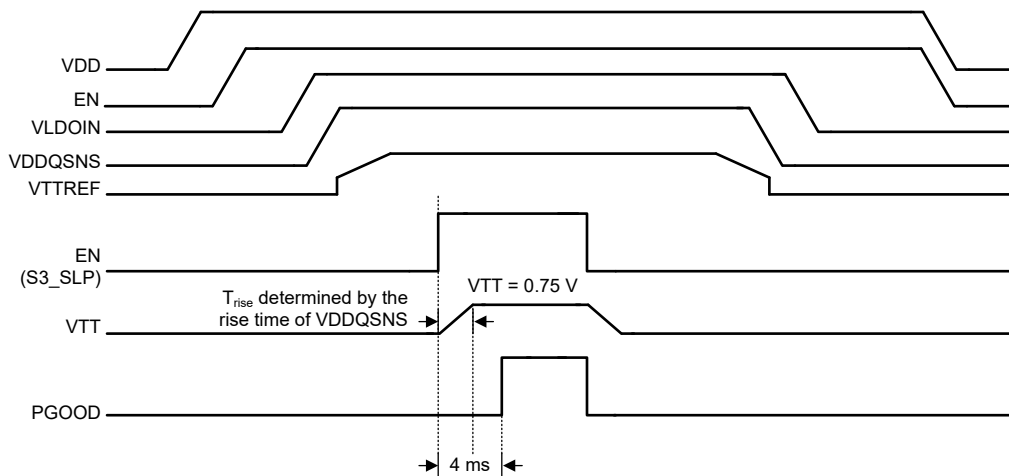 VDD
EN
VLDOIN
VDDQSNS
VTTREF
EN
(S3_SLP)
VTT = 0.75 V
Trise determined by the
rise time of VDDQSNS
VTT
PGOOD
4 ms